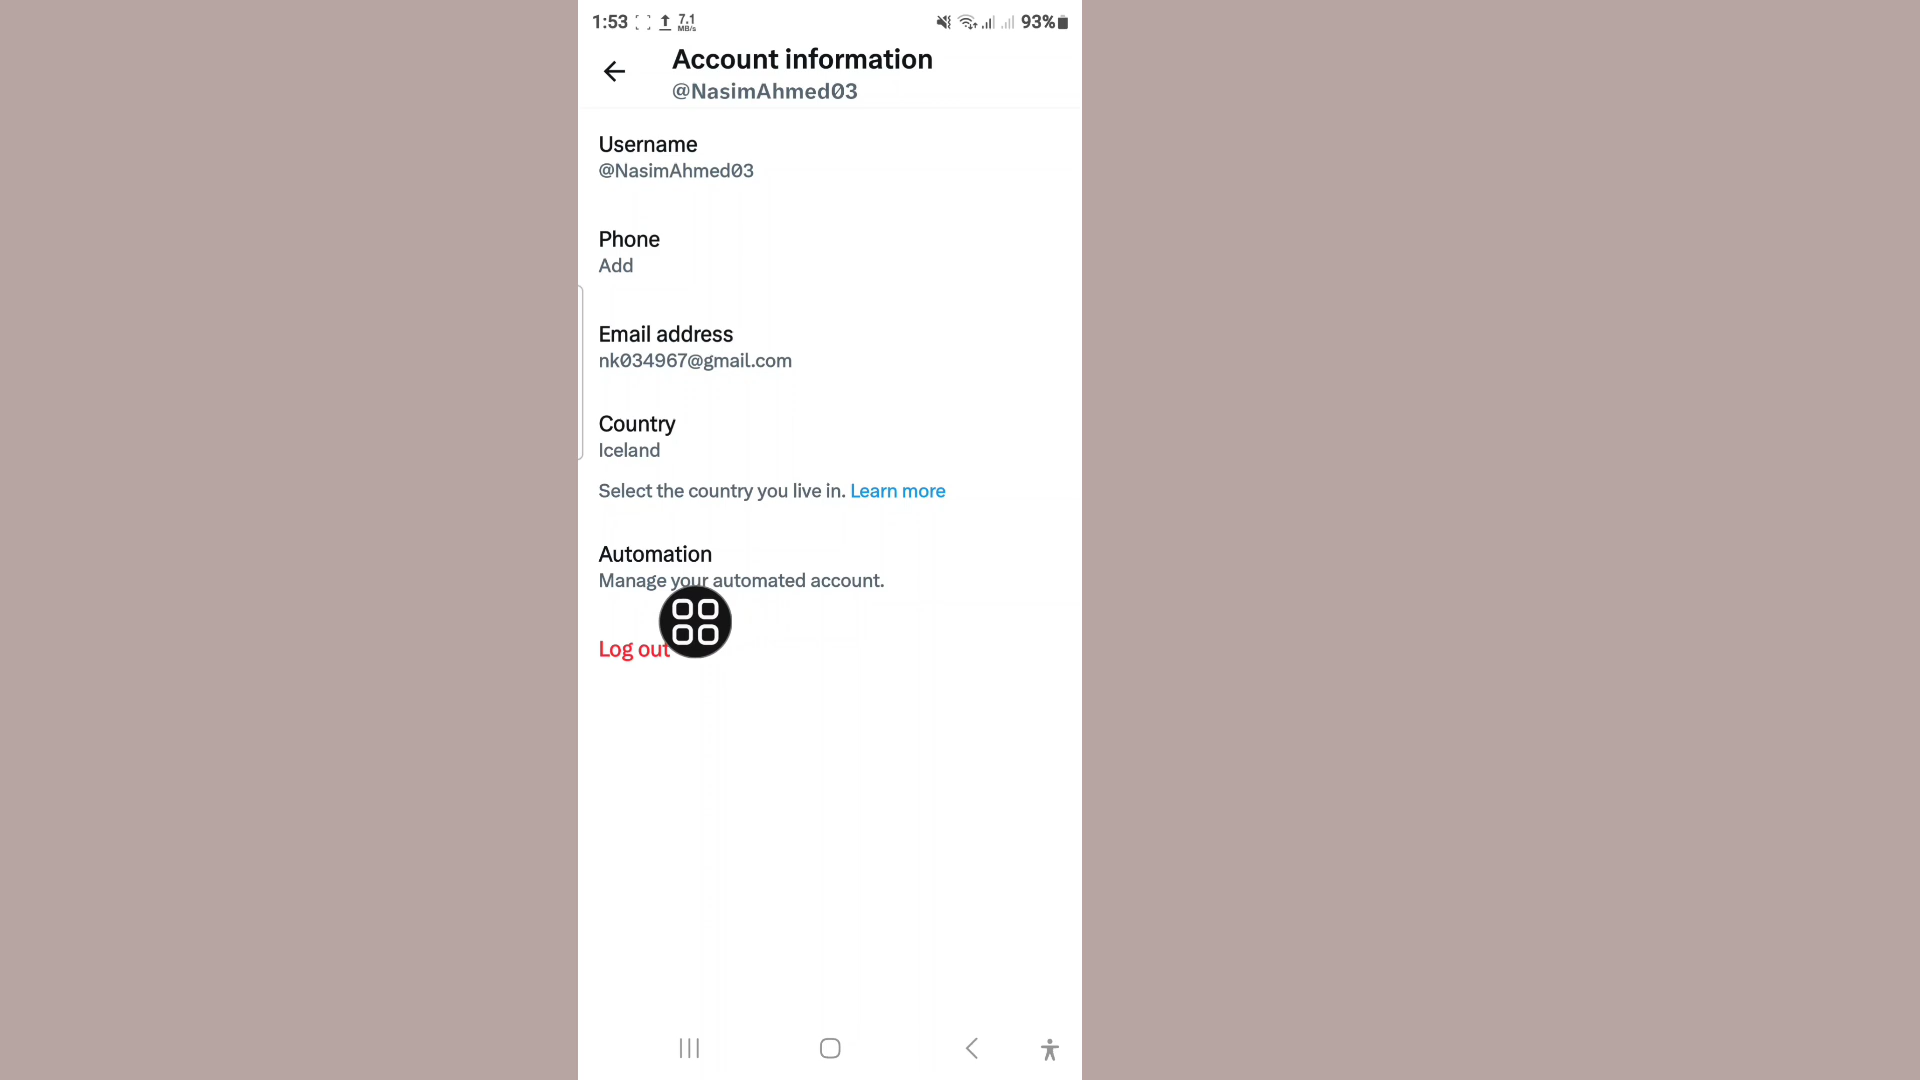 1:53 7.1 MB/s 93%
Account information
@NasimAhmed03
Username
@NasimAhmed03
Phone
Add
Email address
nk034967@gmail.com
Country
Iceland
Select the country you live in. Learn more
Automation
Manage your automated account.
Log out